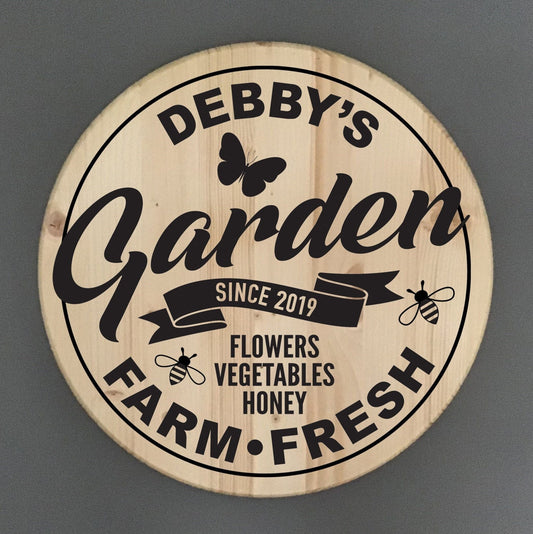 DEBBY'S
Garden
SINCE 2019
FLOWERS
VEGETABLES
HONEY
FARM•FRESH